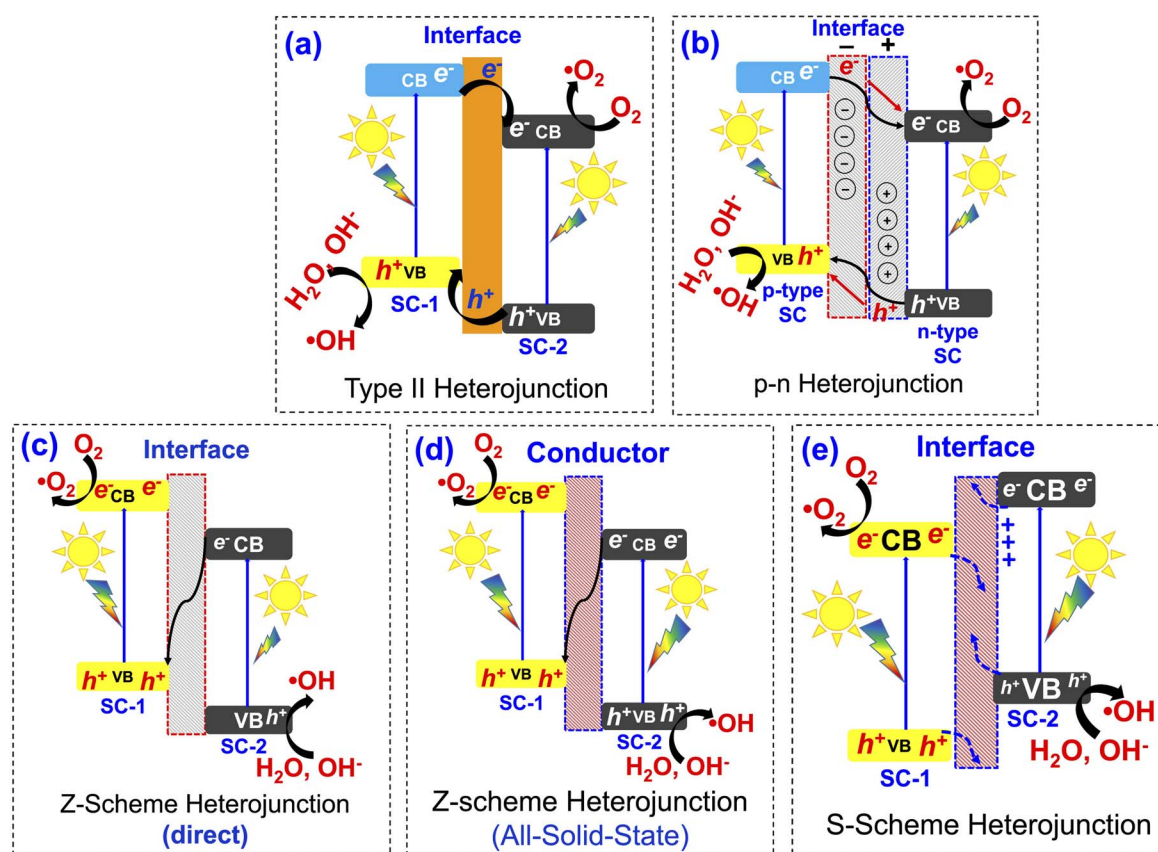 (a)
Interface
CB e⁻
e⁻
•O₂
O₂
e⁻ CB
H₂O, OH⁻
h⁺ VB
SC-1
h⁺
h⁺VB
SC-2
•OH
Type II Heterojunction
(b)
Interface
− +
CB e⁻
e⁻
•O₂
O₂
e⁻ CB
−
−
−
−
+
+
+
+
H₂O, OH⁻
VB h⁺
•OH
p-type
SC
h⁺
h⁺VB
n-type
SC
p-n Heterojunction
(c)
Interface
O₂
•O₂
e⁻CB e⁻
e⁻ CB
h⁺ VB h⁺
SC-1
•OH
VB h⁺
SC-2
H₂O, OH⁻
Z-Scheme Heterojunction
(direct)
(d)
Conductor
O₂
•O₂
e⁻CB e⁻
e⁻ CB e⁻
h⁺ VB h⁺
SC-1
h⁺VB h⁺
•OH
SC-2
H₂O, OH⁻
Z-scheme Heterojunction
(All-Solid-State)
(e)
Interface
O₂
•O₂
e⁻ CB e⁻
−
+
+
+
e⁻CB e⁻
h⁺VB h⁺
SC-2
•OH
H₂O, OH⁻
h⁺ VB h⁺
SC-1
S-Scheme Heterojunction